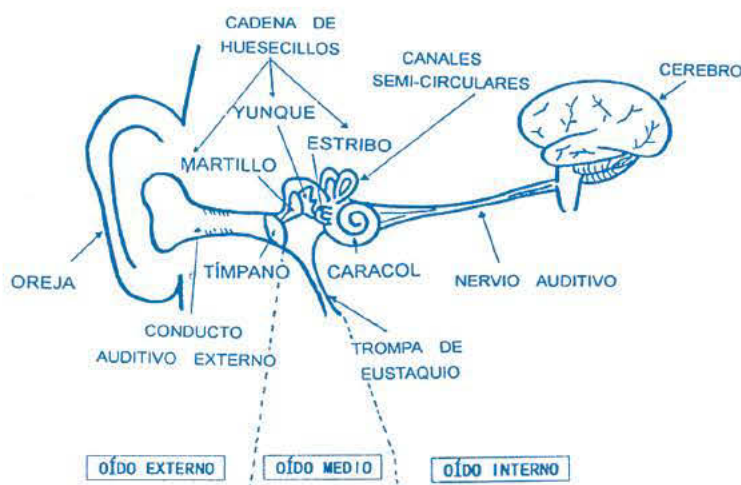 CADENA DE
HUESECILLOS
CANALES
SEMI-CIRCULARES
CEREBRO
YUNQUE
ESTRIBO
MARTILLO
OREJA
TÍMPANO
CARACOL
NERVIO AUDITIVO
CONDUCTO
AUDITIVO EXTERNO
TROMPA DE
EUSTAQUIO
OÍDO EXTERNO
OÍDO MEDIO
OÍDO INTERNO